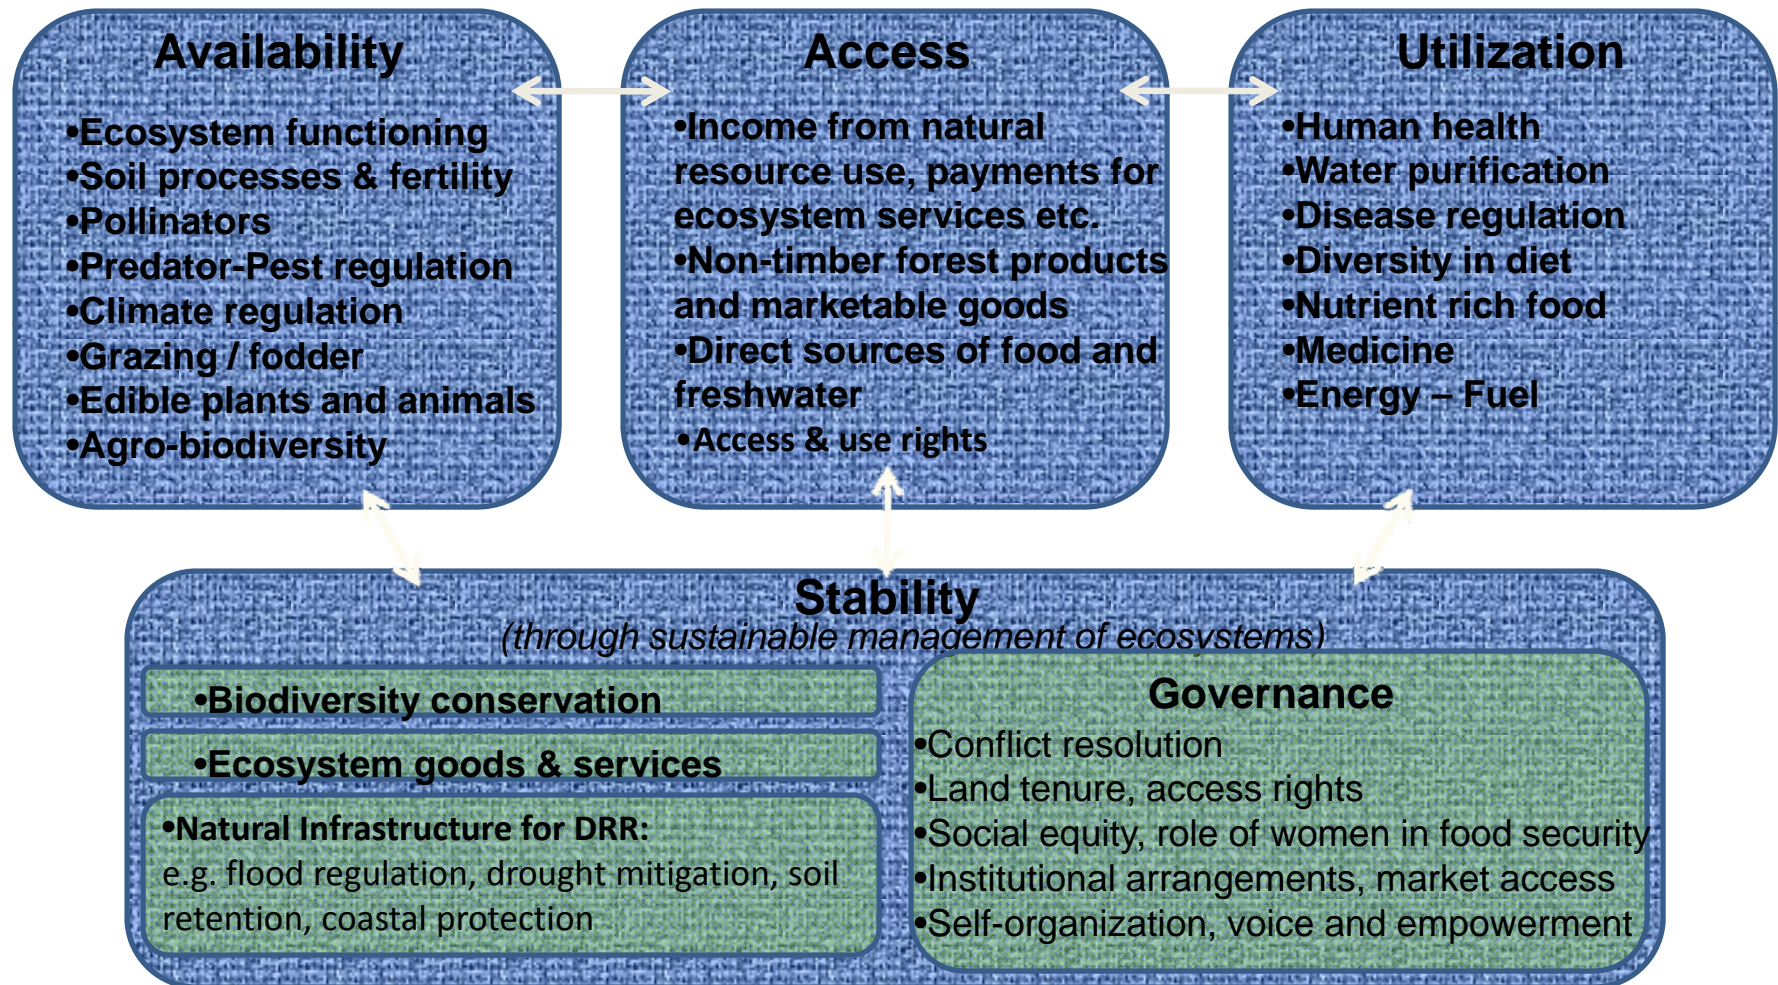 Availability
•Ecosystem functioning
•Soil processes & fertility
•Pollinators
•Predator-Pest regulation
•Climate regulation
•Grazing / fodder
•Edible plants and animals
•Agro-biodiversity
Access
•Income from natural
resource use, payments for
ecosystem services etc.
•Non-timber forest products
and marketable goods
•Direct sources of food and
freshwater
•Access & use rights
Utilization
•Human health
•Water purification
•Disease regulation
•Diversity in diet
•Nutrient rich food
•Medicine
•Energy – Fuel
Stability
(through sustainable management of ecosystems)
•Biodiversity conservation
•Ecosystem goods & services
•Natural Infrastructure for DRR:
e.g. flood regulation, drought mitigation, soil
retention, coastal protection
Governance
•Conflict resolution
•Land tenure, access rights
•Social equity, role of women in food security
•Institutional arrangements, market access
•Self-organization, voice and empowerment